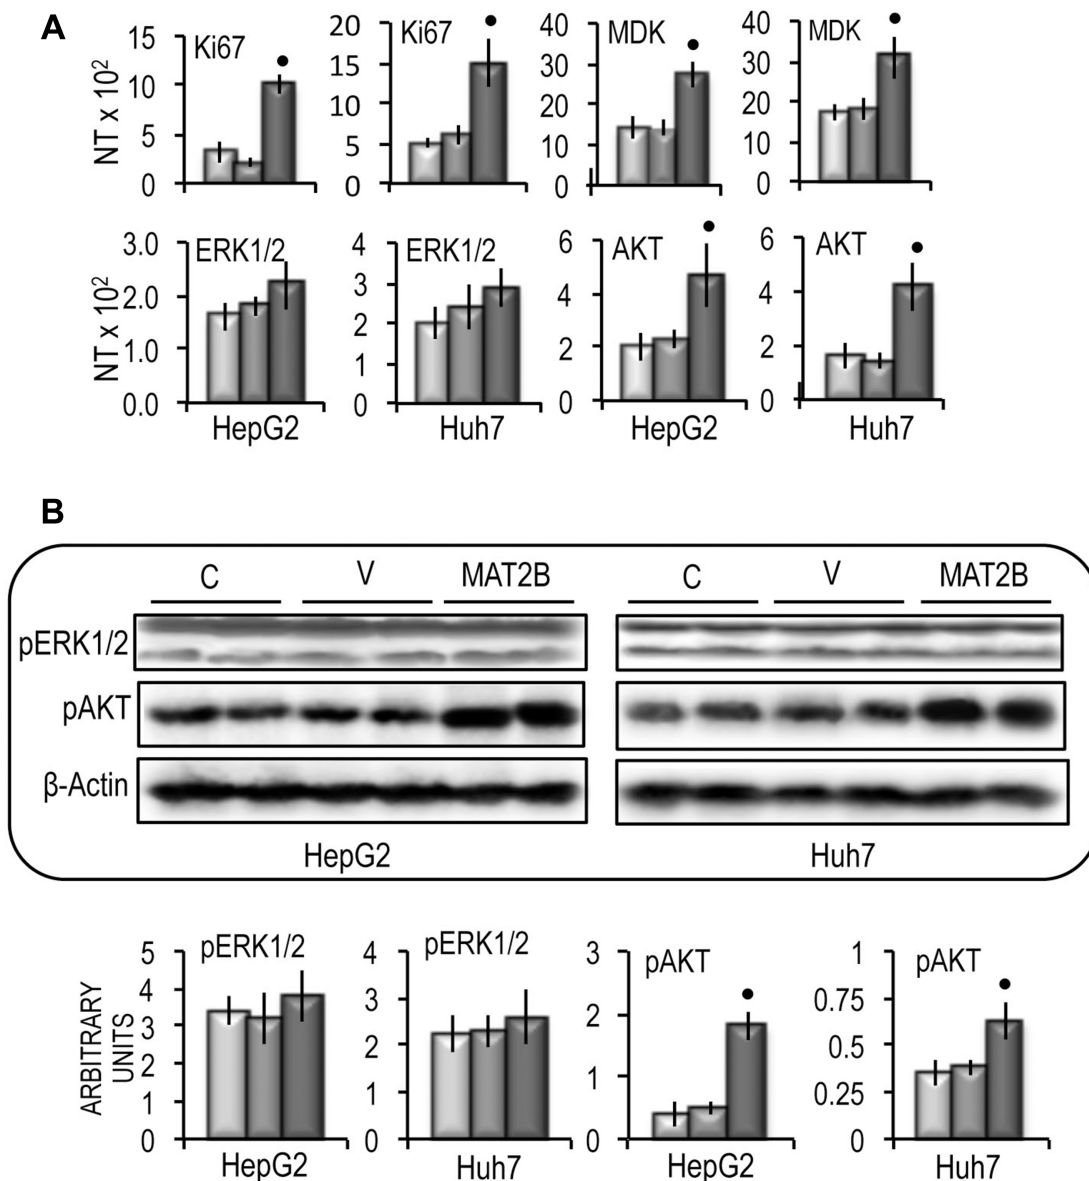 A
NT x 10²
15
10
5
0
Ki67
20
15
10
5
0
Ki67
40
30
20
10
0
MDK
40
30
20
10
0
MDK
NT x 10²
3.0
2.0
1.0
0.0
ERK1/2
HepG2
4
3
2
1
0
ERK1/2
Huh7
6
4
2
0
AKT
HepG2
6
4
2
0
AKT
Huh7
B
C V MAT2B C V MAT2B
pERK1/2
pAKT
β-Actin
HepG2 Huh7
ARBITRARY
UNITS
5
4
3
2
1
0
pERK1/2
HepG2
4
3
2
1
0
pERK1/2
Huh7
3
2
1
0
pAKT
HepG2
1
0.75
0.5
0.25
0
pAKT
Huh7